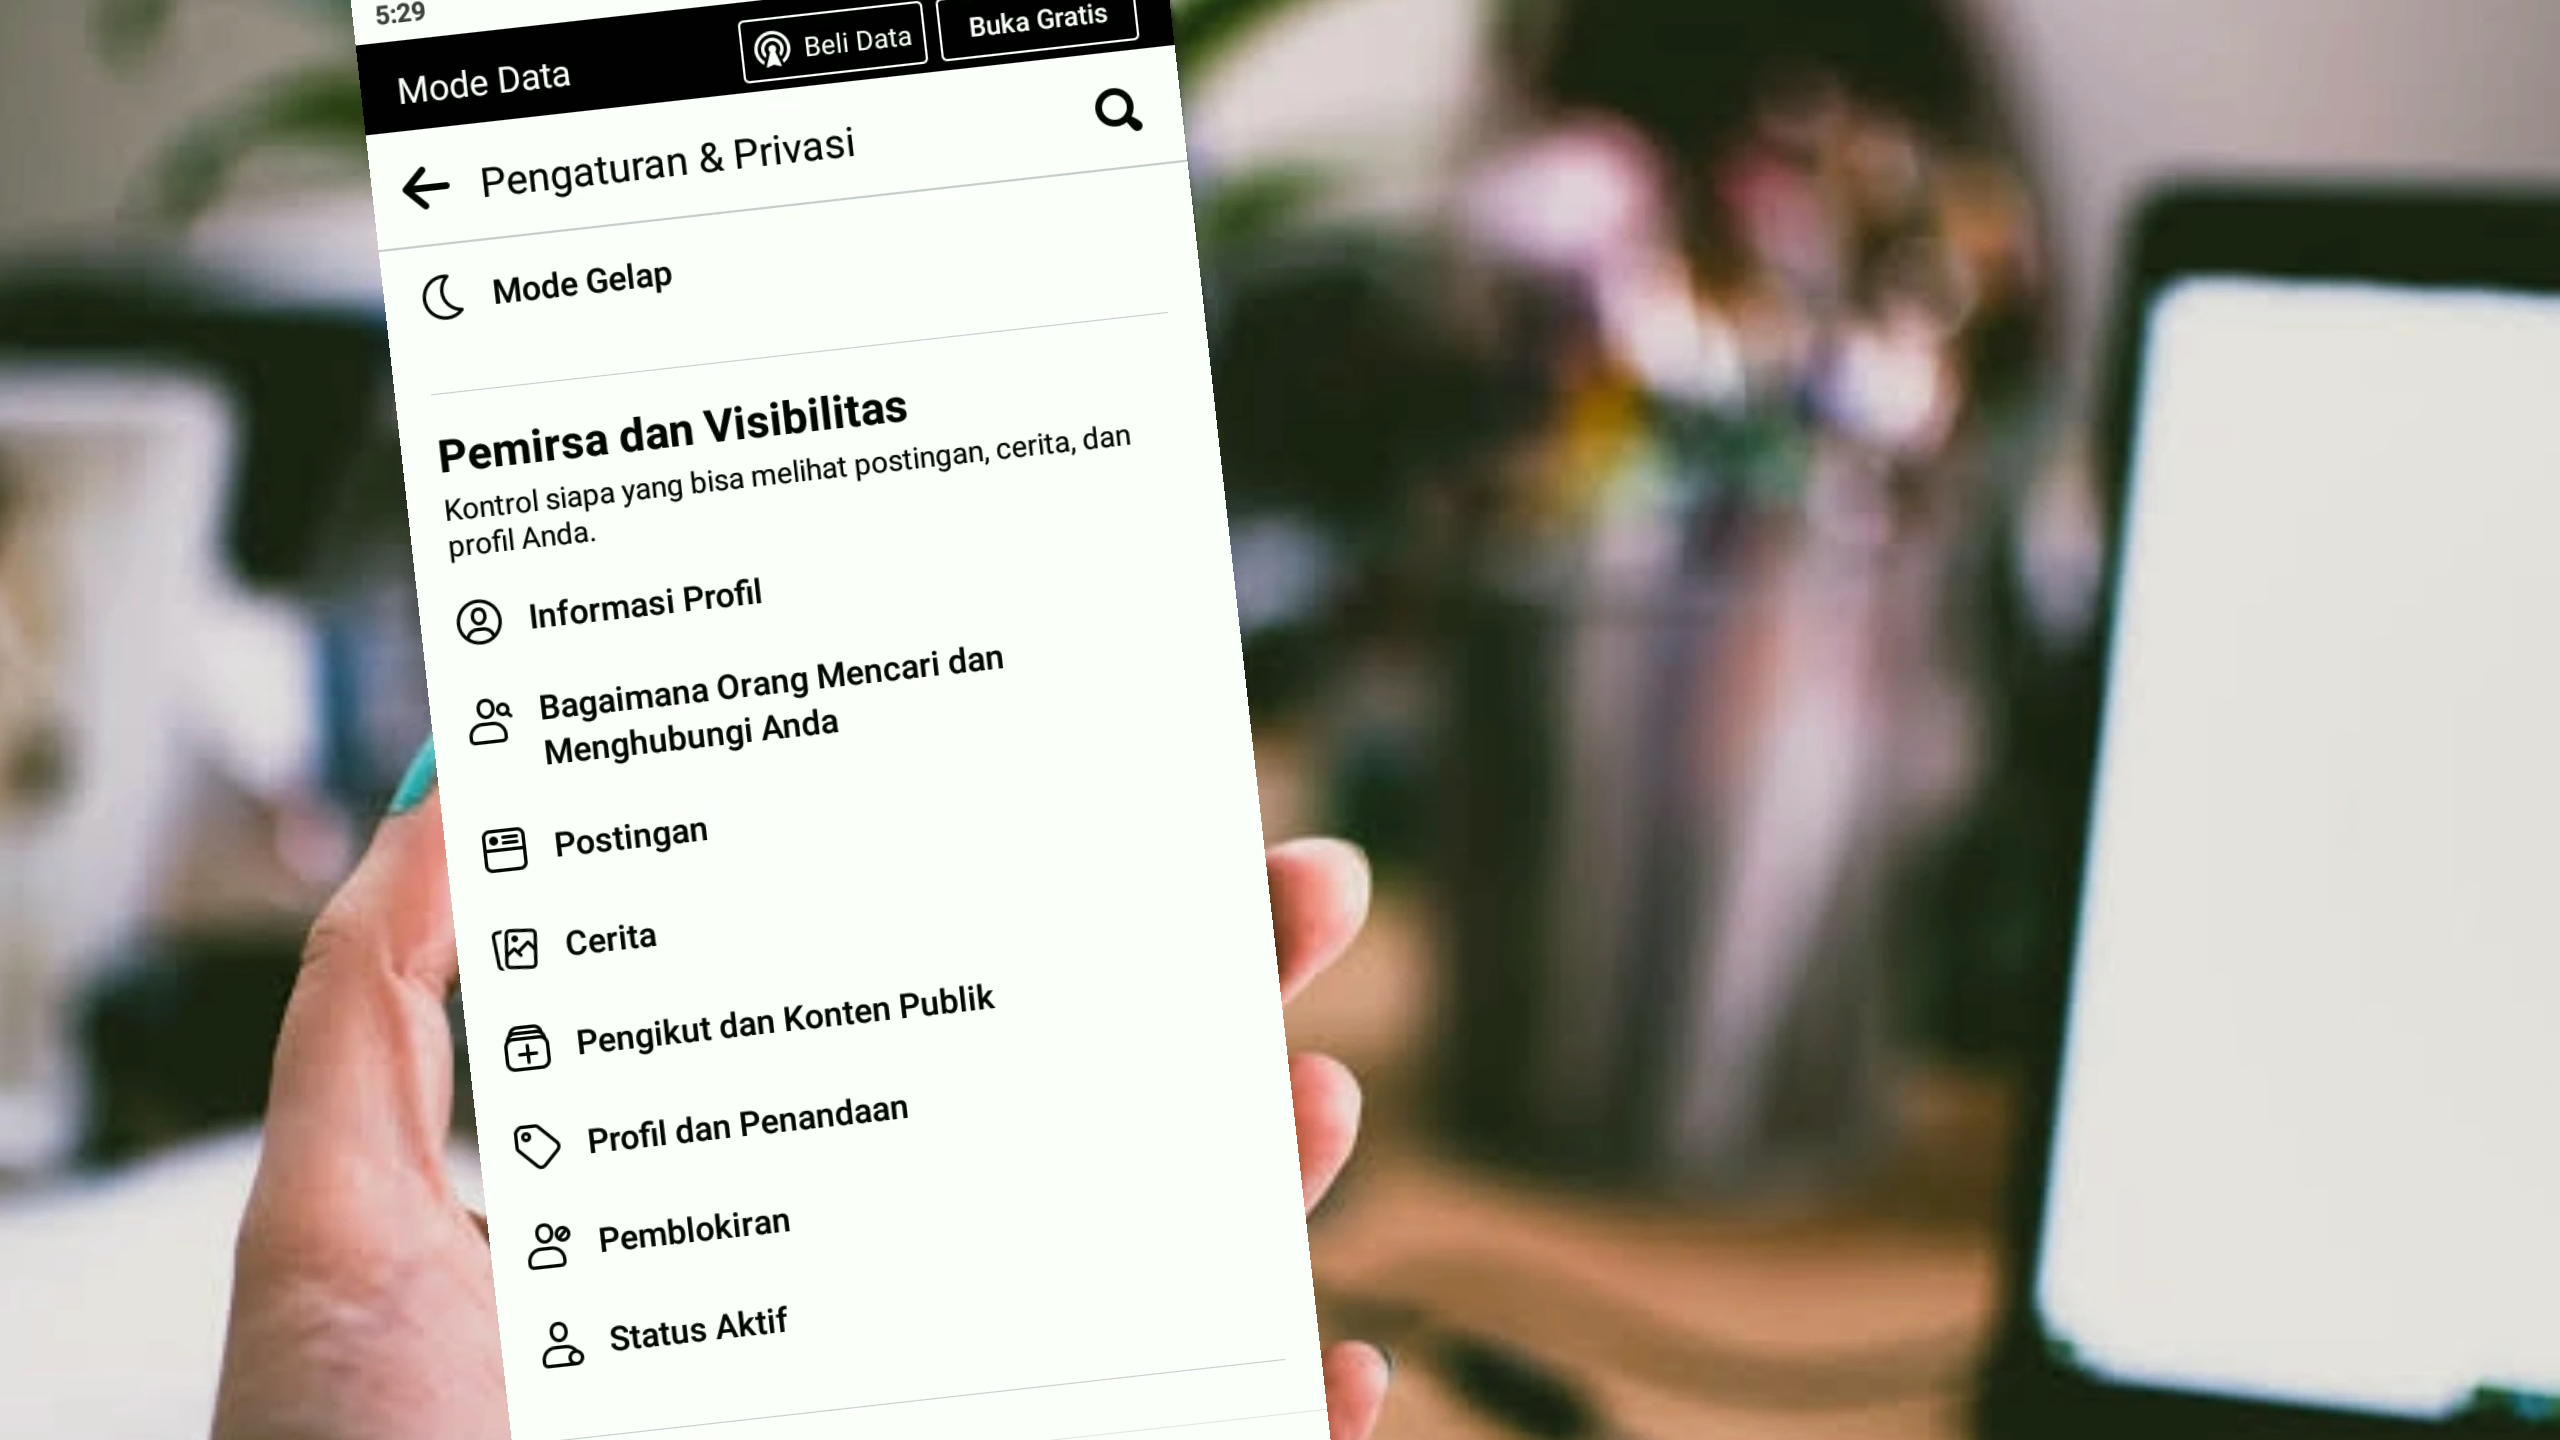 5:29
Mode Data
Beli Data
Buka Gratis
Pengaturan & Privasi
Mode Gelap
Pemirsa dan Visibilitas
Kontrol siapa yang bisa melihat postingan, cerita, dan
profil Anda.
Informasi Profil
Bagaimana Orang Mencari dan
Menghubungi Anda
Postingan
Cerita
Pengikut dan Konten Publik
Profil dan Penandaan
Pemblokiran
Status Aktif